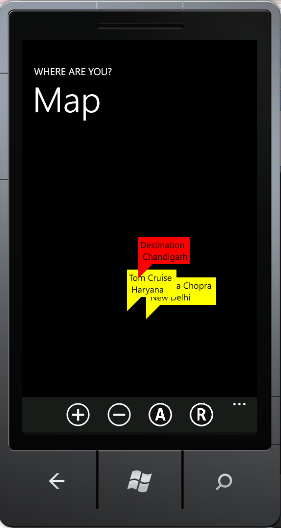 WHERE ARE YOU?
Map
Destination
Chandigarh
Tom Cruise
Haryana
a Chopra
New Delhi
A
R